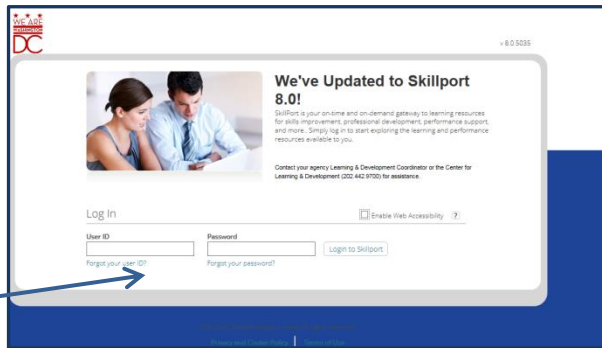 WE ARE
WASHINGTON
DC
v 8.0.5035
We've Updated to Skillport
8.0!
SkillPort is your on-time and on-demand gateway to learning resources
for skills improvement, professional development, performance support,
and more. Simply log in to start exploring the learning and performance
resources available to you.
Contact your agency Learning & Development Coordinator or the Center for
Learning & Development (202.442.9700) for assistance.
Log In
Enable Web Accessibility ?
User ID Password
Login to Skillport
Forgot your user ID? Forgot your password?
Privacy and Cookie Policy | Terms of Use